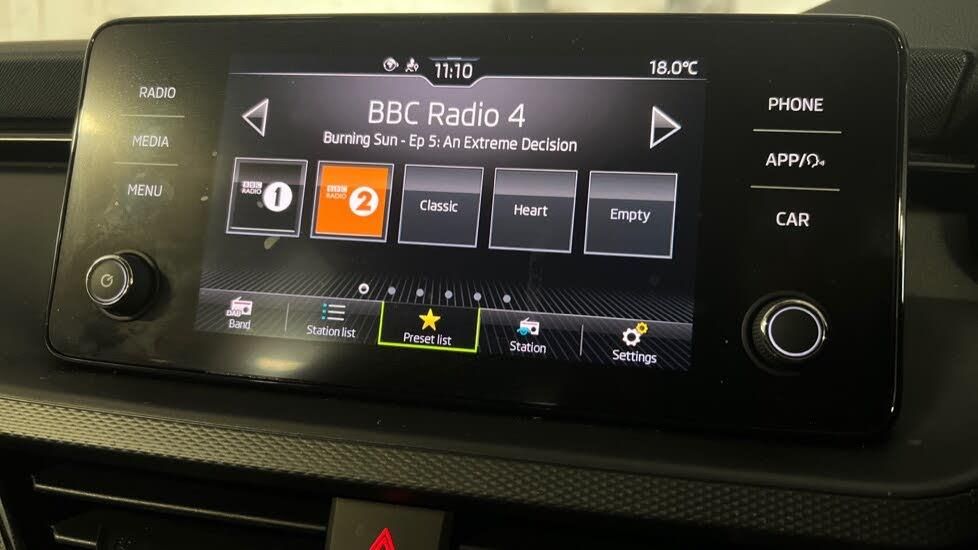 11:10
18.0°C
RADIO
MEDIA
MENU
BBC Radio 4
Burning Sun - Ep 5: An Extreme Decision
BBC RADIO 1
BBC RADIO 2
Classic
Heart
Empty
DAB
Band
Station list
Preset list
Station
Settings
PHONE
APP/
CAR